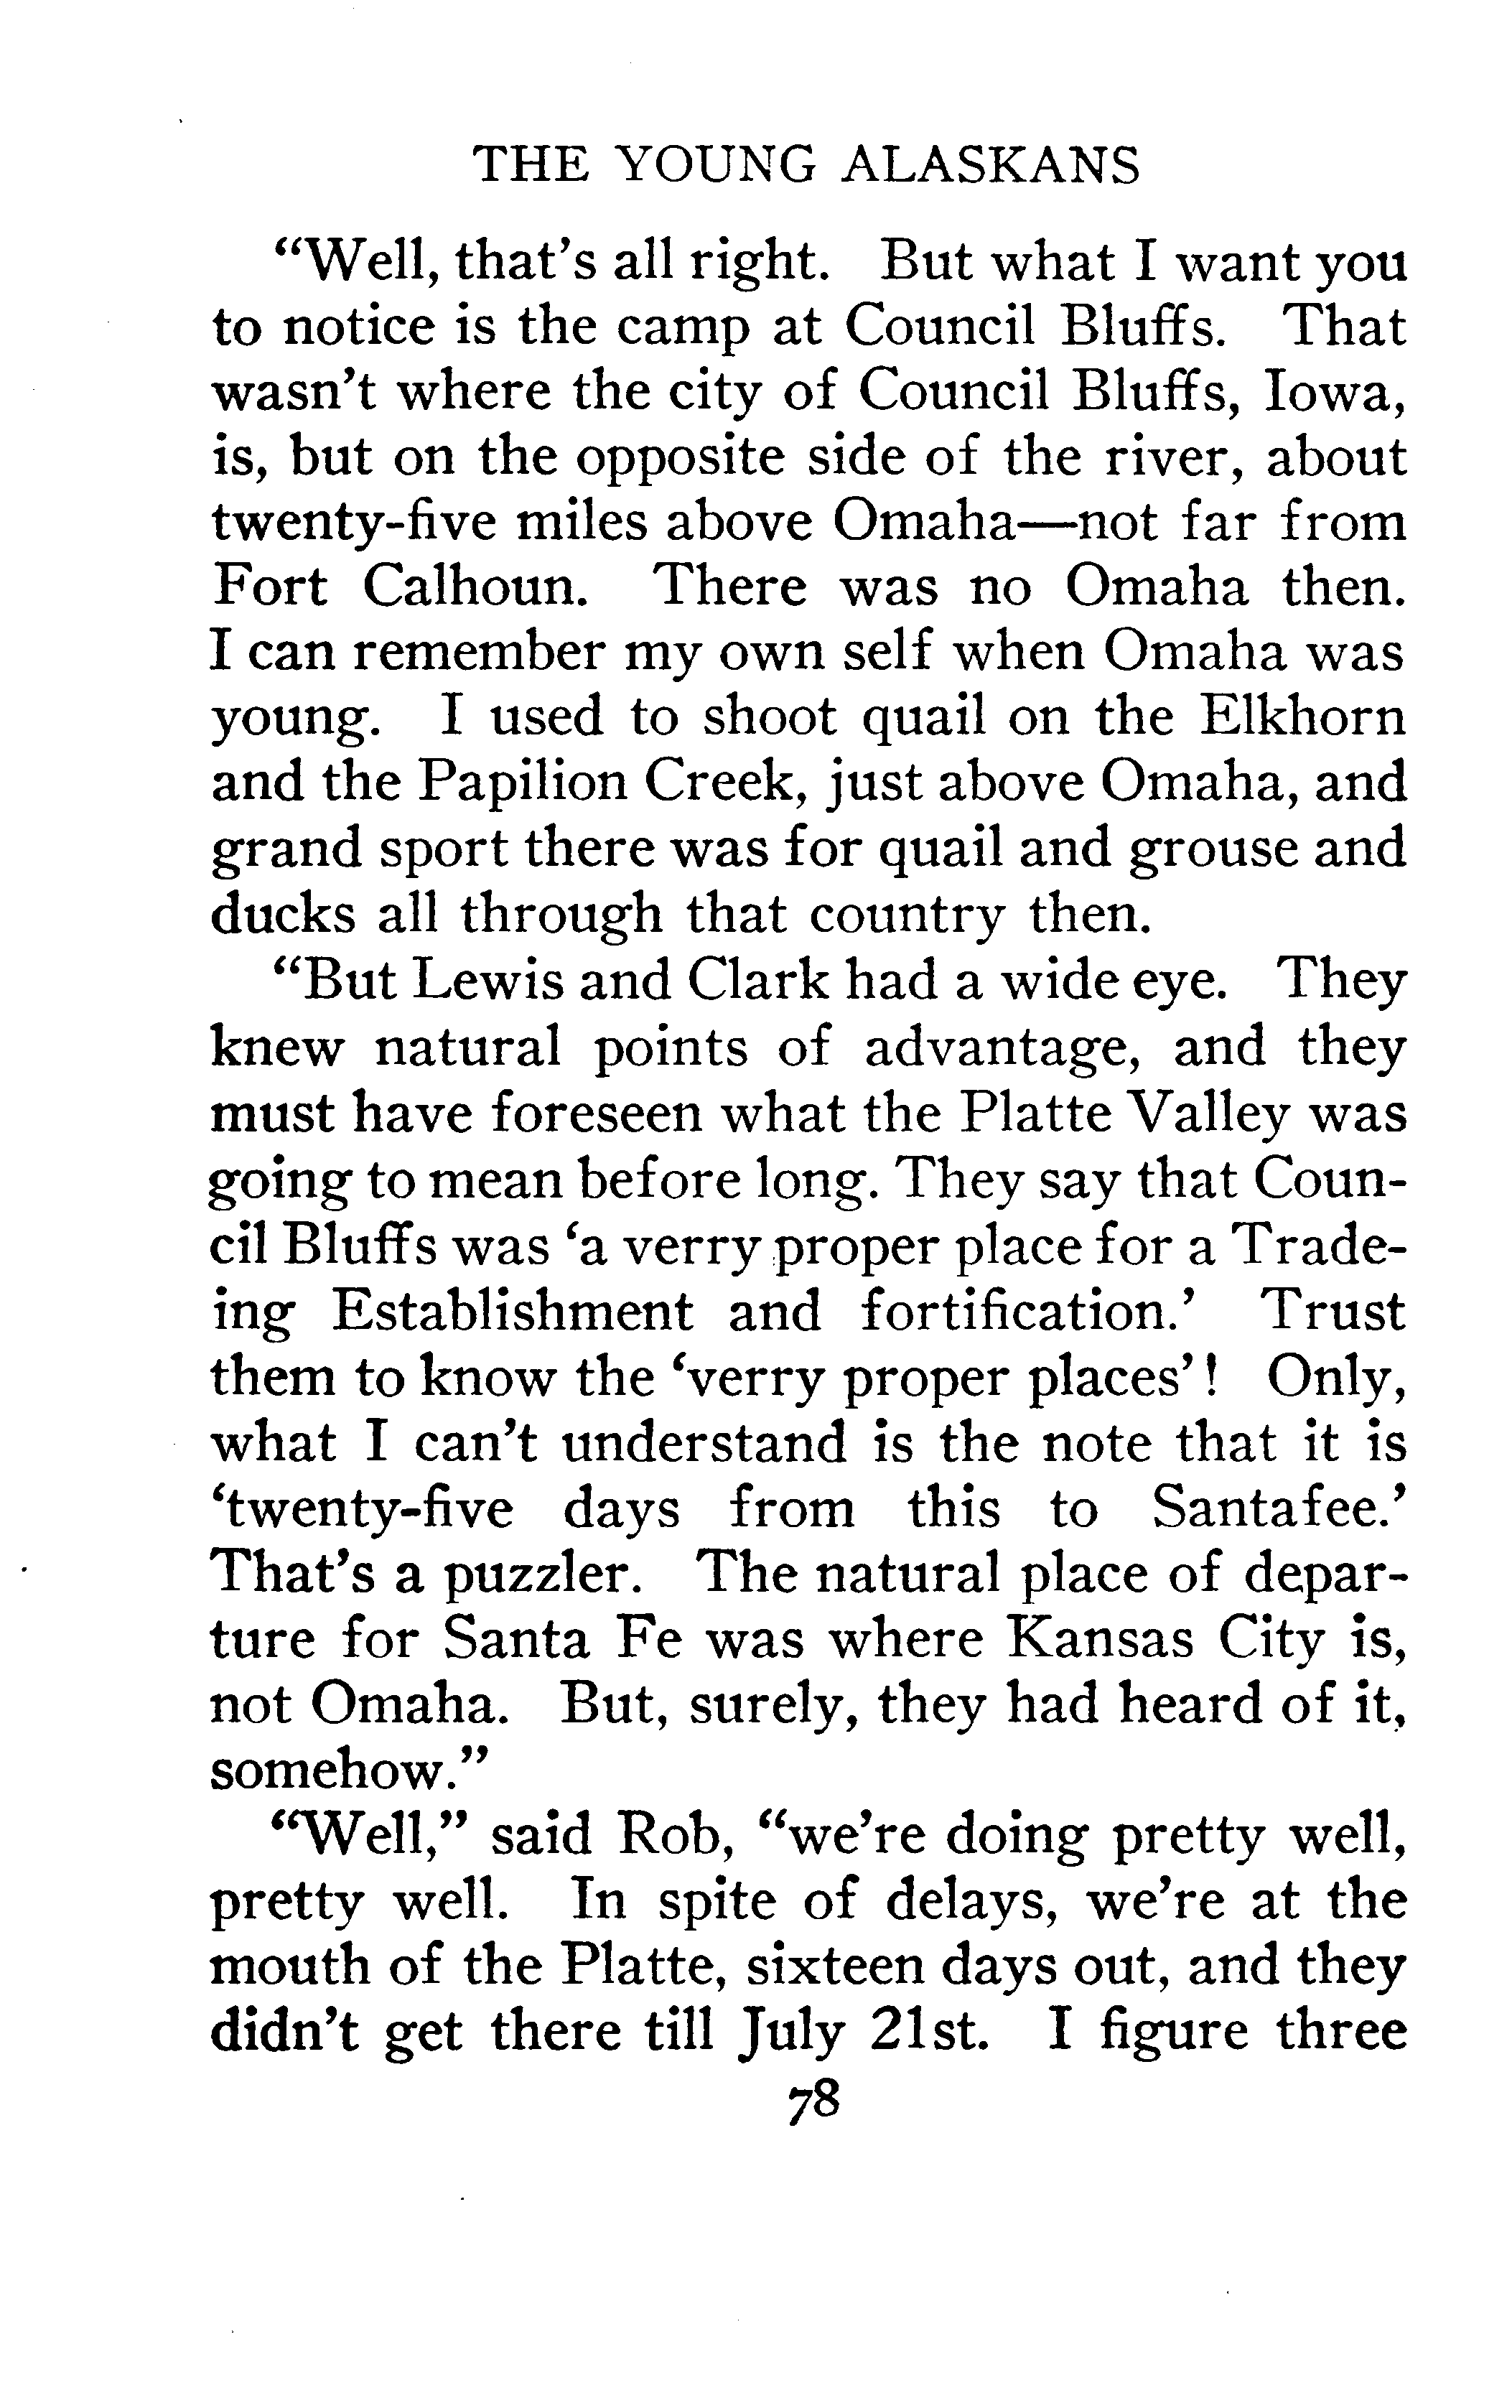 THE YOUNG ALASKANS
“Well, that’s all right. But what I want you
to notice is the camp at Council Bluffs. That
wasn’t where the city of Council Bluffs, Iowa,
is, but on the opposite side of the river, about
twenty-five miles above Omaha—not far from
Fort Calhoun. There was no Omaha then.
I can remember my own self when Omaha was
young. I used to shoot quail on the Elkhorn
and the Papilion Creek, just above Omaha, and
grand sport there was for quail and grouse and
ducks all through that country then.
“But Lewis and Clark had a wide eye. They
knew natural points of advantage, and they
must have foreseen what the Platte Valley was
going to mean before long. They say that Coun-
cil Bluffs was ‘a verry proper place for a Trade-
ing Establishment and fortification.’ Trust
them to know the ‘verry proper places’! Only,
what I can’t understand is the note that it is
‘twenty-five days from this to Santafee.’
That’s a puzzler. The natural place of depar-
ture for Santa Fe was where Kansas City is,
not Omaha. But, surely, they had heard of it,
somehow.”
“Well,” said Rob, “we’re doing pretty well,
pretty well. In spite of delays, we’re at the
mouth of the Platte, sixteen days out, and they
didn’t get there till July 21st. I figure three
78